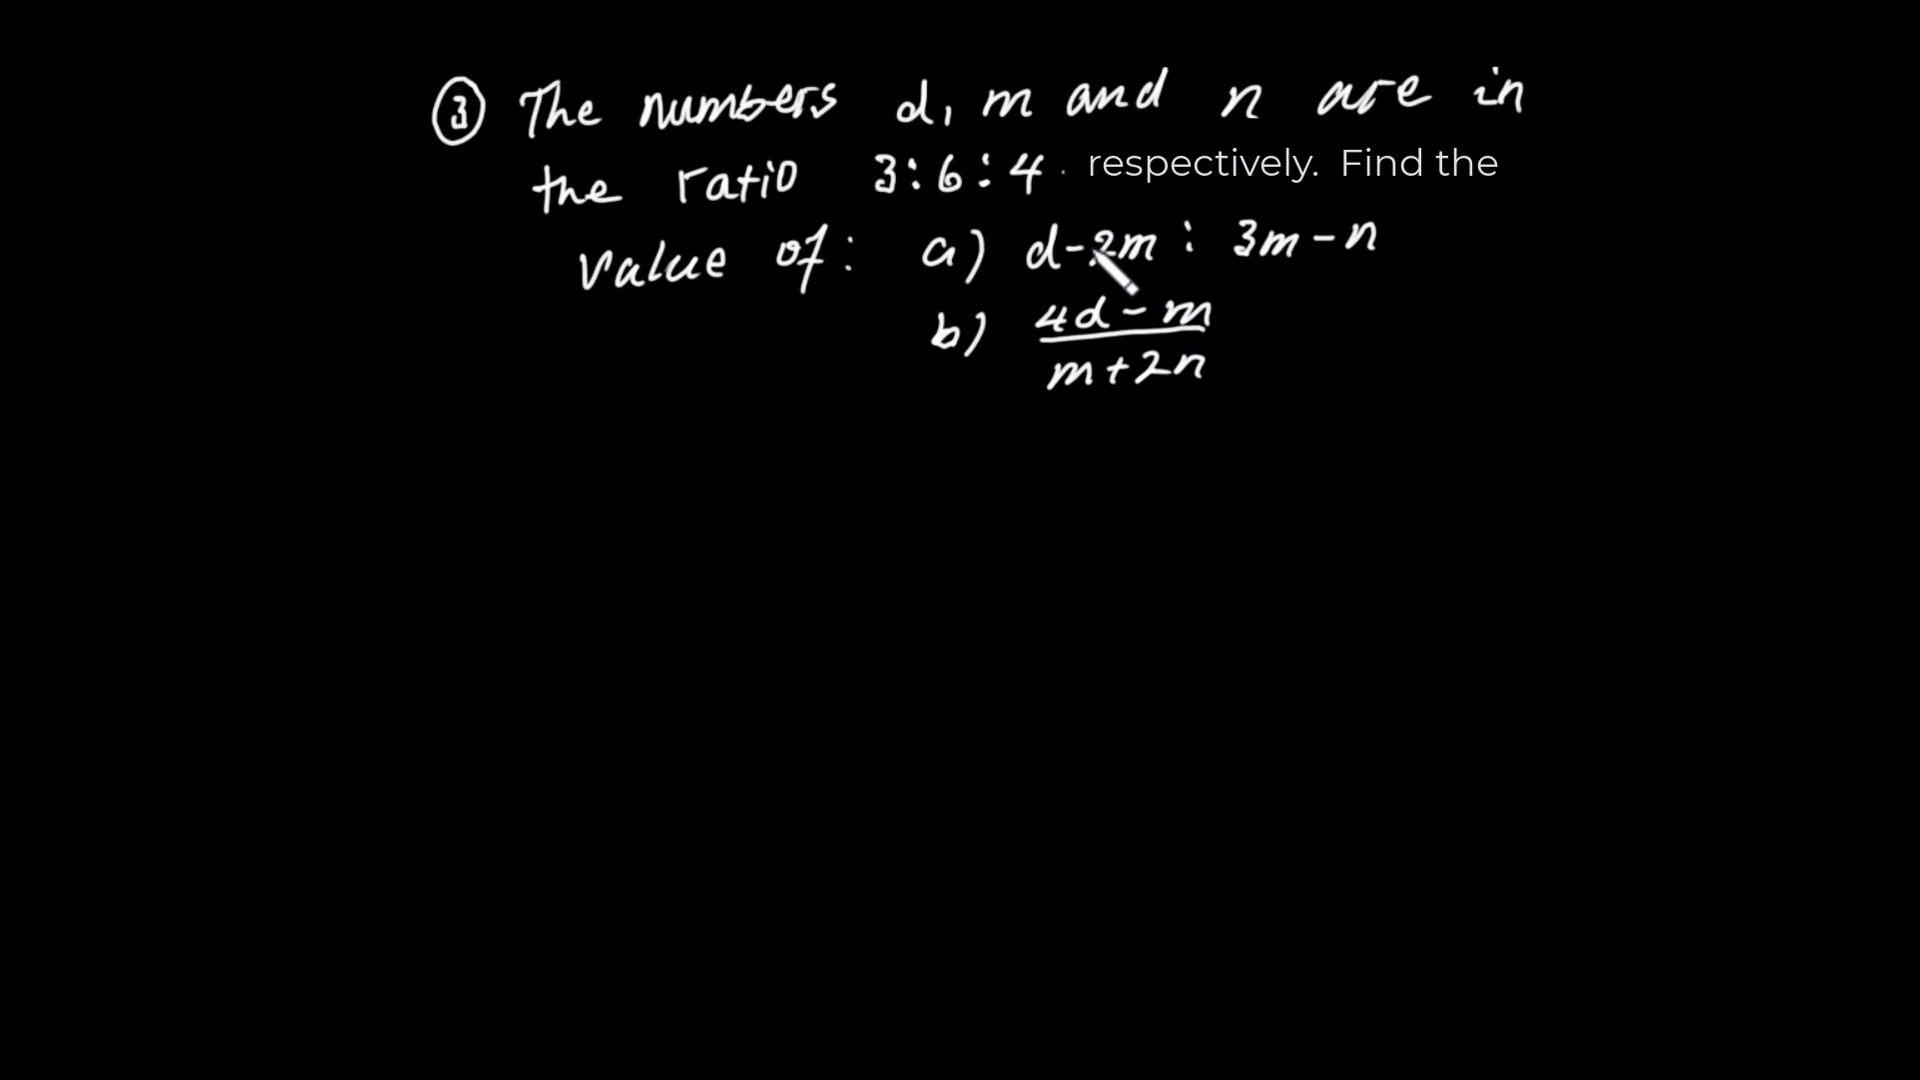 ③ The numbers d, m and n are in
the ratio 3:6:4. respectively. Find the
value of: a) d-2m : 3m-n
b) 4d-m
m+2n